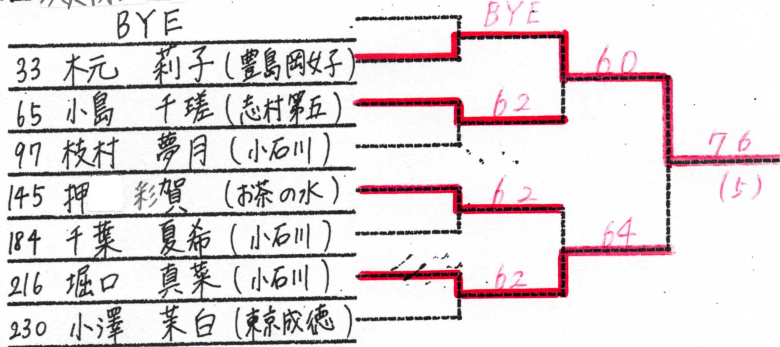 BYE
33 木元 莉子 (豊島岡女子)
65 小島 千瑳 (志村第五)
97 枝村 夢月 (小石川)
145 押 彩賀 (お茶の水)
184 千葉 夏希 (小石川)
216 堀口 真菜 (小石川)
230 小澤 茉白 (東京成徳)
BYE
62
62
62
60
64
76
(5)